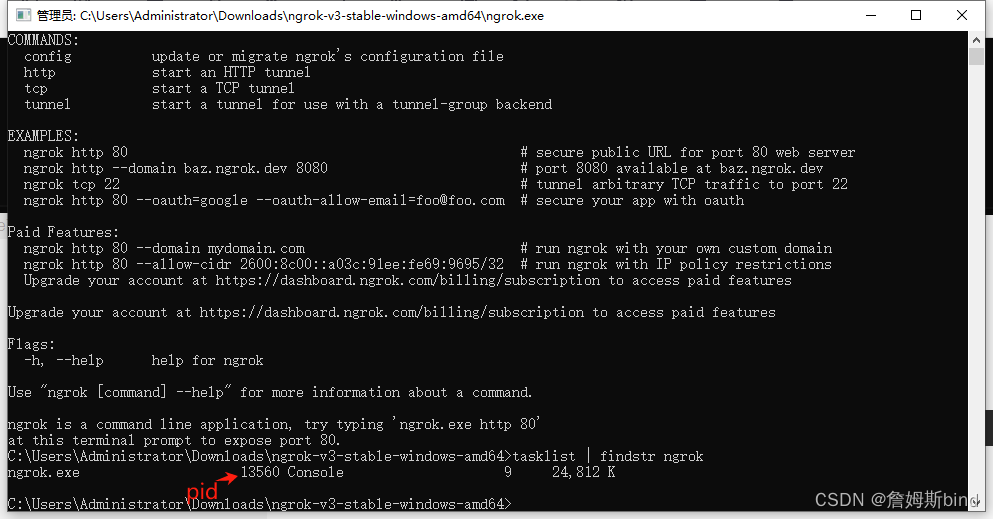 管理员: C:\Users\Administrator\Downloads\ngrok-v3-stable-windows-amd64\ngrok.exe
COMMANDS:
config update or migrate ngrok's configuration file
http start an HTTP tunnel
tcp start a TCP tunnel
tunnel start a tunnel for use with a tunnel-group backend
EXAMPLES:
ngrok http 80 # secure public URL for port 80 web server
ngrok http --domain baz.ngrok.dev 8080 # port 8080 available at baz.ngrok.dev
ngrok tcp 22 # tunnel arbitrary TCP traffic to port 22
ngrok http 80 --oauth=google --oauth-allow-email=foo@foo.com # secure your app with oauth
Paid Features:
ngrok http 80 --domain mydomain.com # run ngrok with your own custom domain
ngrok http 80 --allow-cidr 2600:8c00::a03c:91ee:fe69:9695/32 # run ngrok with IP policy restrictions
Upgrade your account at https://dashboard.ngrok.com/billing/subscription to access paid features
Upgrade your account at https://dashboard.ngrok.com/billing/subscription to access paid features
Flags:
-h, --help help for ngrok
Use "ngrok [command] --help" for more information about a command.
ngrok is a command line application, try typing 'ngrok.exe http 80'
at this terminal prompt to expose port 80.
C:\Users\Administrator\Downloads\ngrok-v3-stable-windows-amd64>tasklist | findstr ngrok
ngrok.exe 13560 Console 9 24,812 K
pid
C:\Users\Administrator\Downloads\ngrok-v3-stable-windows-amd64>
CSDN @詹姆斯bind